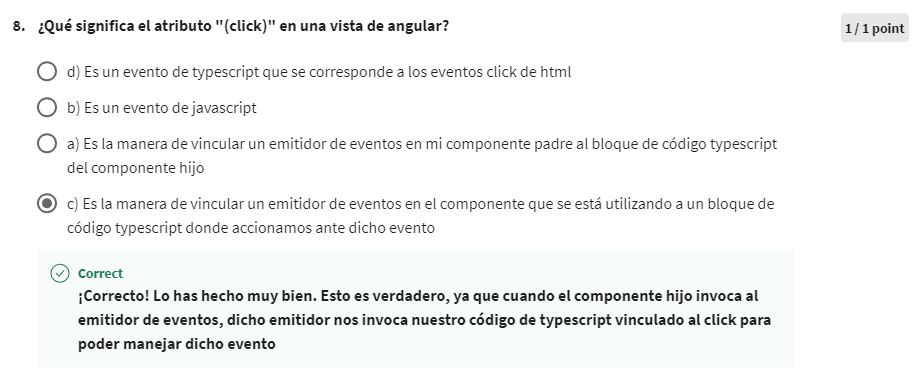 8. ¿Qué significa el atributo "(click)" en una vista de angular?
1 / 1 point
d) Es un evento de typescript que se corresponde a los eventos click de html
b) Es un evento de javascript
a) Es la manera de vincular un emitidor de eventos en mi componente padre al bloque de código typescript
del componente hijo
c) Es la manera de vincular un emitidor de eventos en el componente que se está utilizando a un bloque de
código typescript donde accionamos ante dicho evento
Correct
¡Correcto! Lo has hecho muy bien. Esto es verdadero, ya que cuando el componente hijo invoca al
emitidor de eventos, dicho emitidor nos invoca nuestro código de typescript vinculado al click para
poder manejar dicho evento